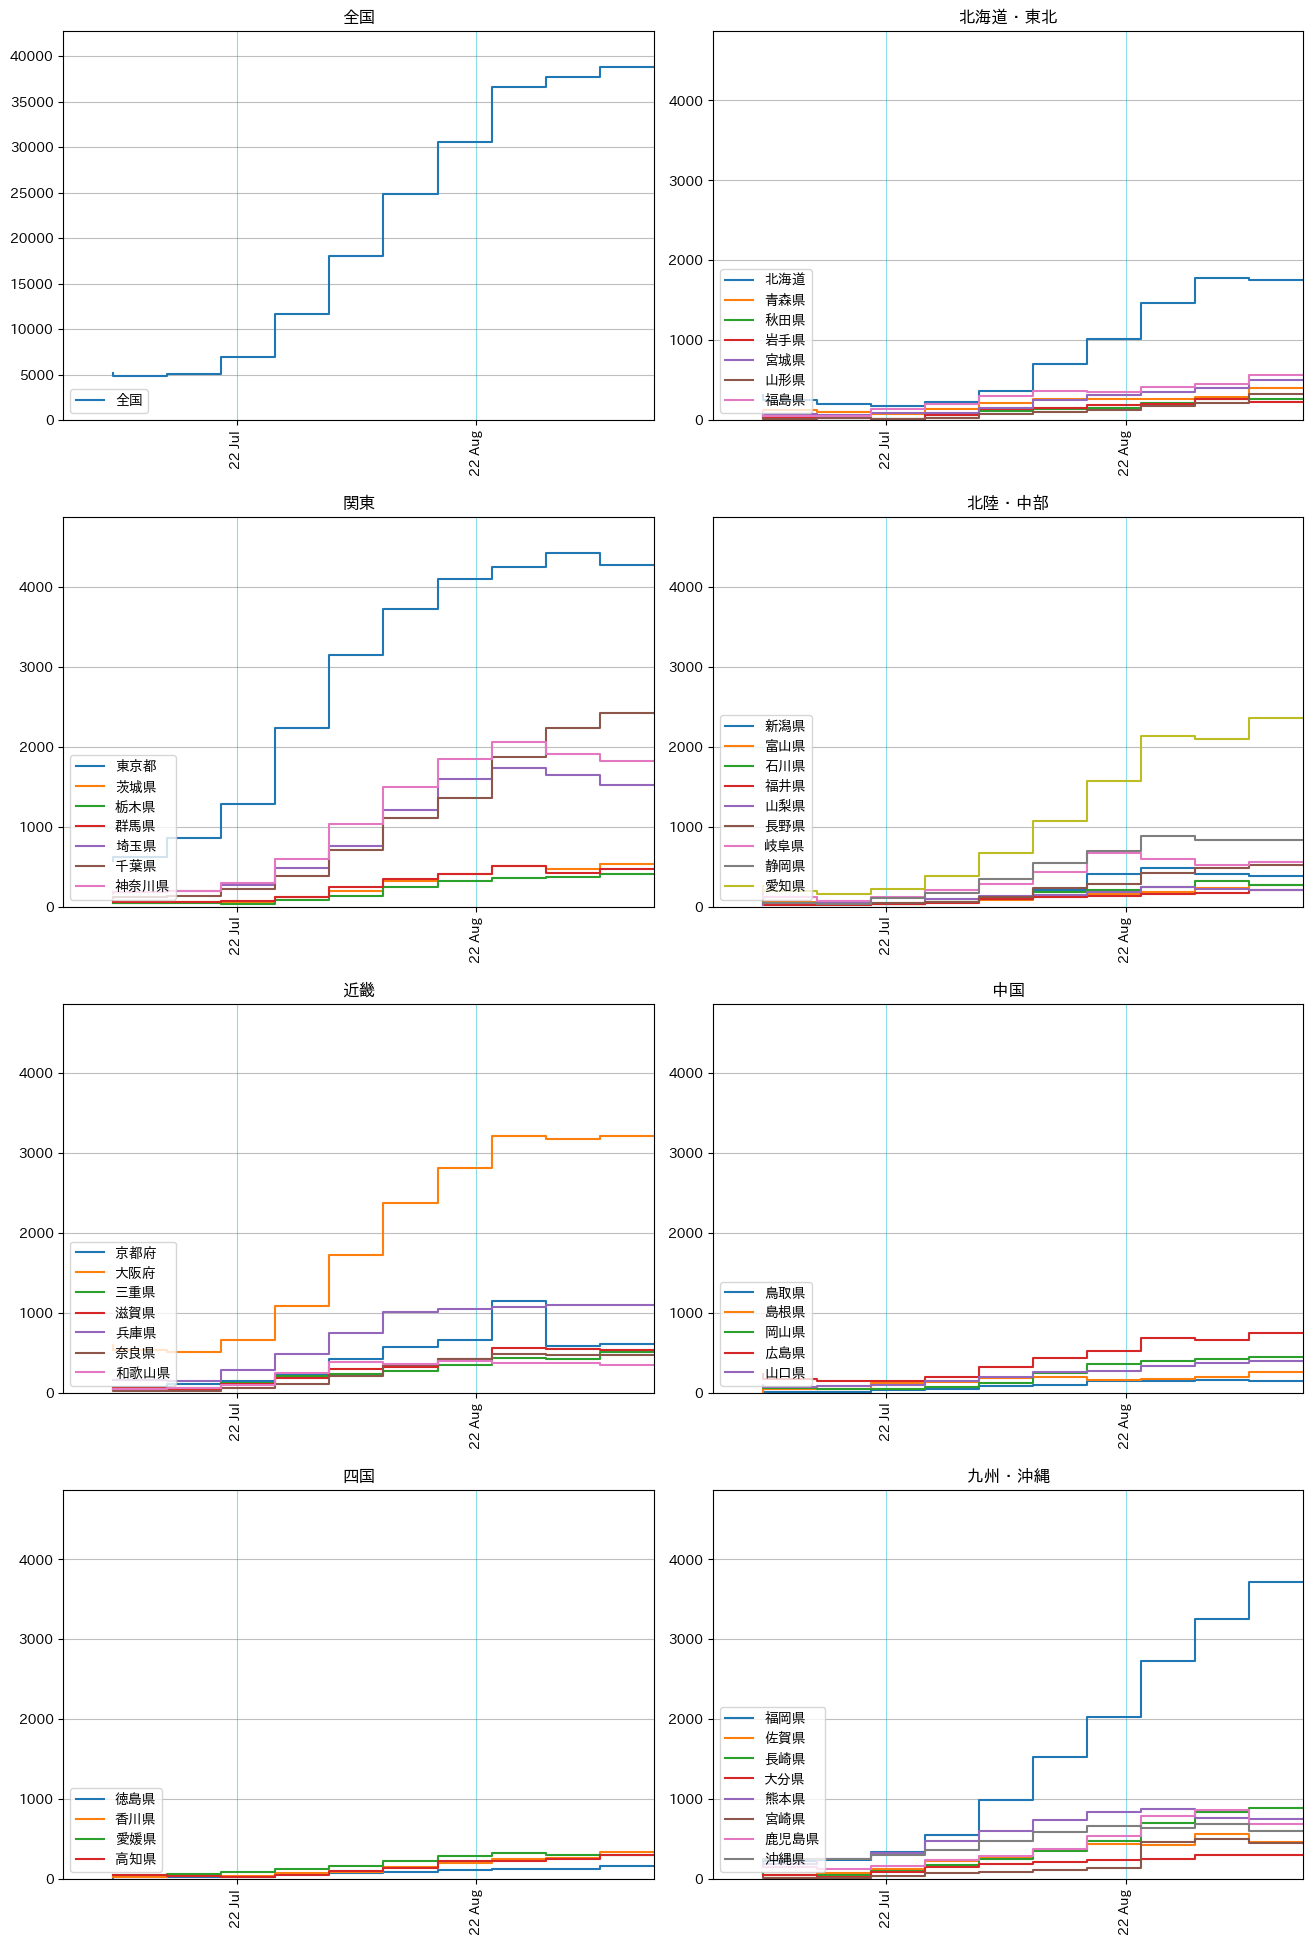 全国
40000
35000
30000
25000
20000
15000
10000
5000
0
全国
22 Jul
22 Aug
北海道・東北
4000
3000
2000
1000
0
北海道
青森県
秋田県
岩手県
宮城県
山形県
福島県
22 Jul
22 Aug
関東
4000
3000
2000
1000
0
東京都
茨城県
栃木県
群馬県
埼玉県
千葉県
神奈川県
22 Jul
22 Aug
北陸・中部
4000
3000
2000
1000
0
新潟県
富山県
石川県
福井県
山梨県
長野県
岐阜県
静岡県
愛知県
22 Jul
22 Aug
近畿
4000
3000
2000
1000
0
京都府
大阪府
三重県
滋賀県
兵庫県
奈良県
和歌山県
22 Jul
22 Aug
中国
4000
3000
2000
1000
0
鳥取県
島根県
岡山県
広島県
山口県
22 Jul
22 Aug
四国
4000
3000
2000
1000
0
徳島県
香川県
愛媛県
高知県
22 Jul
22 Aug
九州・沖縄
4000
3000
2000
1000
0
福岡県
佐賀県
長崎県
大分県
熊本県
宮崎県
鹿児島県
沖縄県
22 Jul
22 Aug